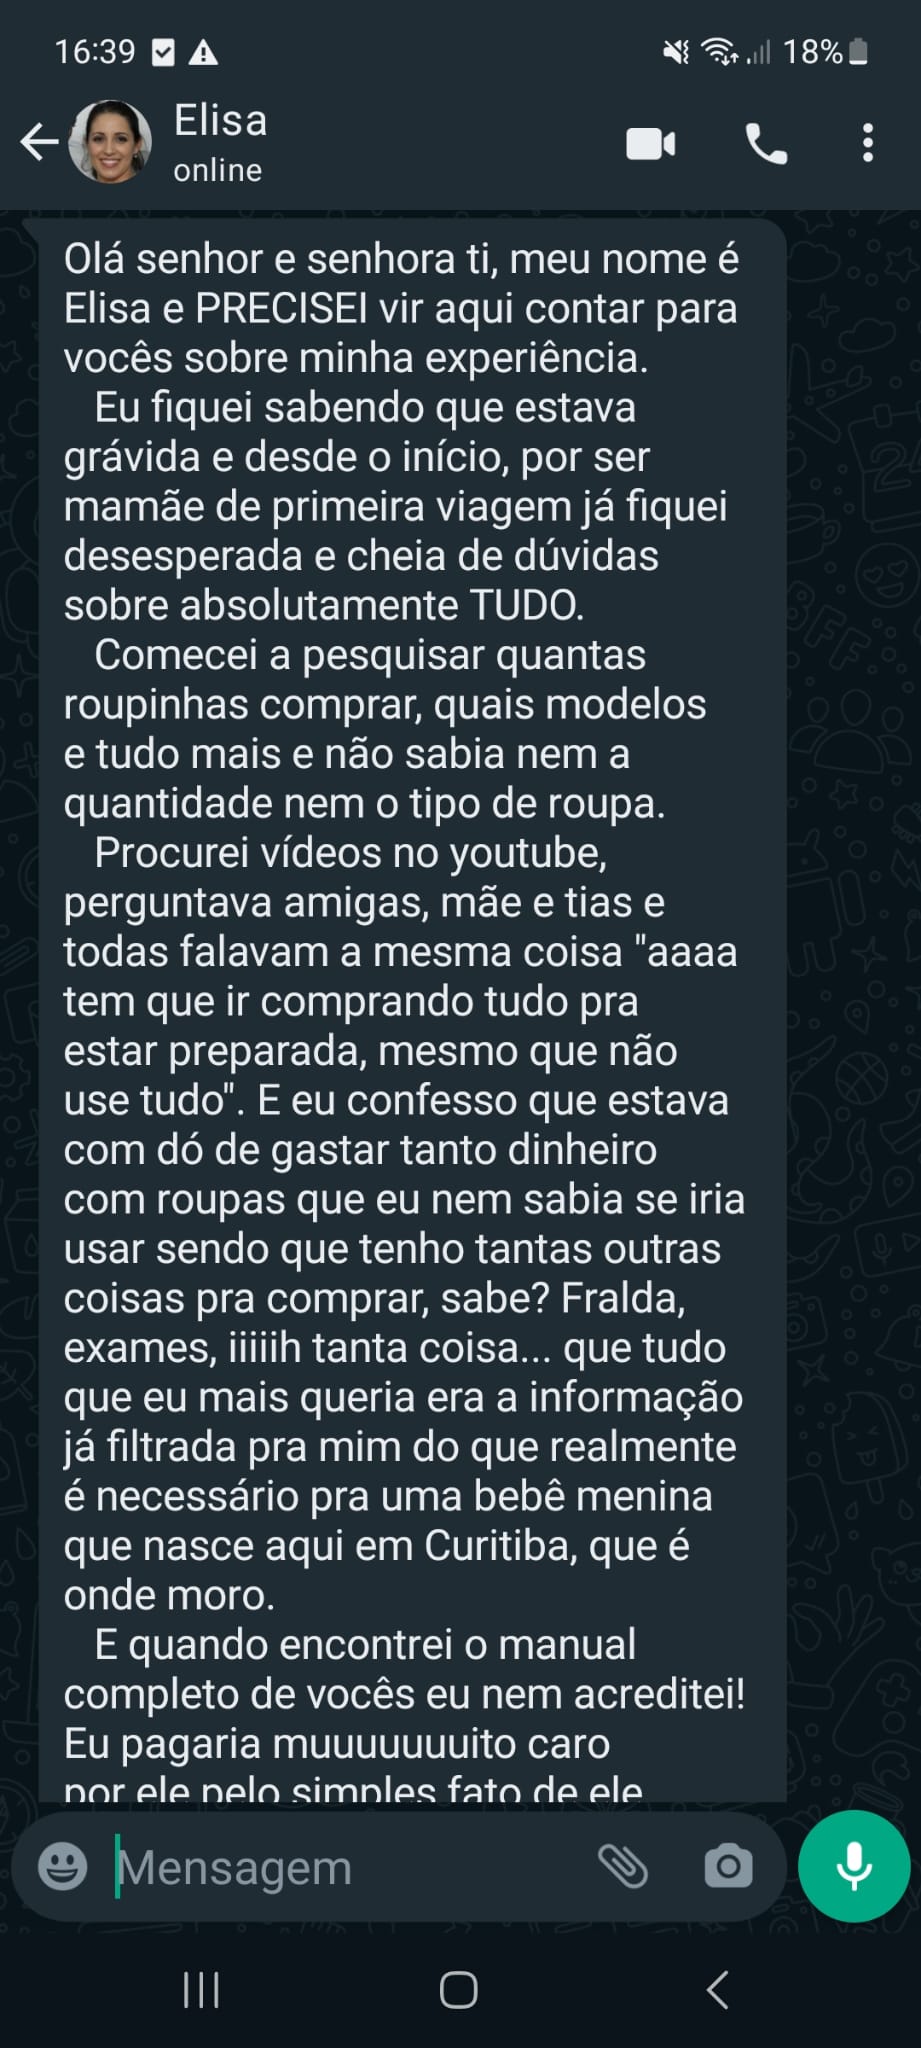 16:39
18%
Elisa
online
Olá senhor e senhora ti, meu nome é
Elisa e PRECISEI vir aqui contar para
vocês sobre minha experiência.
Eu fiquei sabendo que estava
grávida e desde o início, por ser
mamãe de primeira viagem já fiquei
desesperada e cheia de dúvidas
sobre absolutamente TUDO.
Comecei a pesquisar quantas
roupinhas comprar, quais modelos
e tudo mais e não sabia nem a
quantidade nem o tipo de roupa.
Procurei vídeos no youtube,
perguntava amigas, mãe e tias e
todas falavam a mesma coisa "aaaa
tem que ir comprando tudo pra
estar preparada, mesmo que não
use tudo". E eu confesso que estava
com dó de gastar tanto dinheiro
com roupas que eu nem sabia se iria
usar sendo que tenho tantas outras
coisas pra comprar, sabe? Fralda,
exames, iiiiih tanta coisa... que tudo
que eu mais queria era a informação
já filtrada pra mim do que realmente
é necessário pra uma bebê menina
que nasce aqui em Curitiba, que é
onde moro.
E quando encontrei o manual
completo de vocês eu nem acreditei!
Eu pagaria muuuuuuuito caro
por ele pelo simples fato de ele
Mensagem